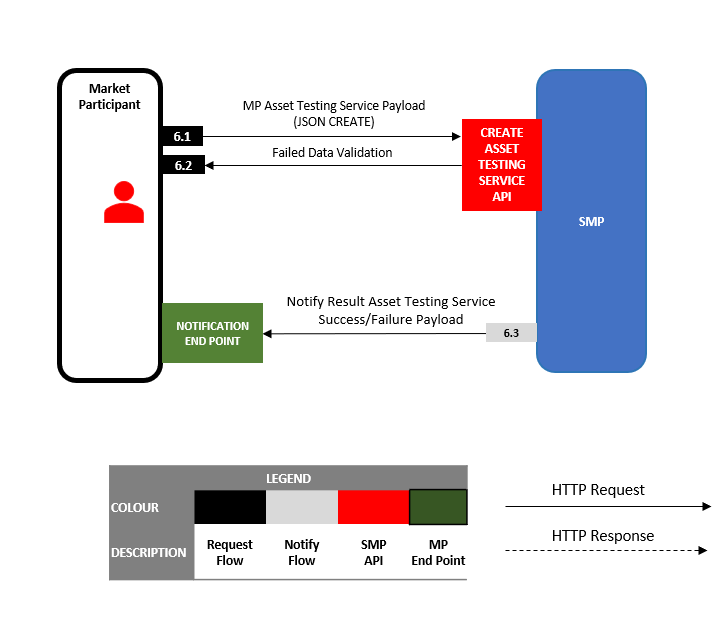 Market
Participant
MP Asset Testing Service Payload
(JSON CREATE)
6.1
Failed Data Validation
6.2
CREATE
ASSET
TESTING
SERVICE
API
SMP
Notify Result Asset Testing Service
Success/Failure Payload
NOTIFICATION
END POINT
6.3
LEGEND
COLOUR
DESCRIPTION
Request
Flow
Notify
Flow
SMP
API
MP
End Point
HTTP Request
HTTP Response